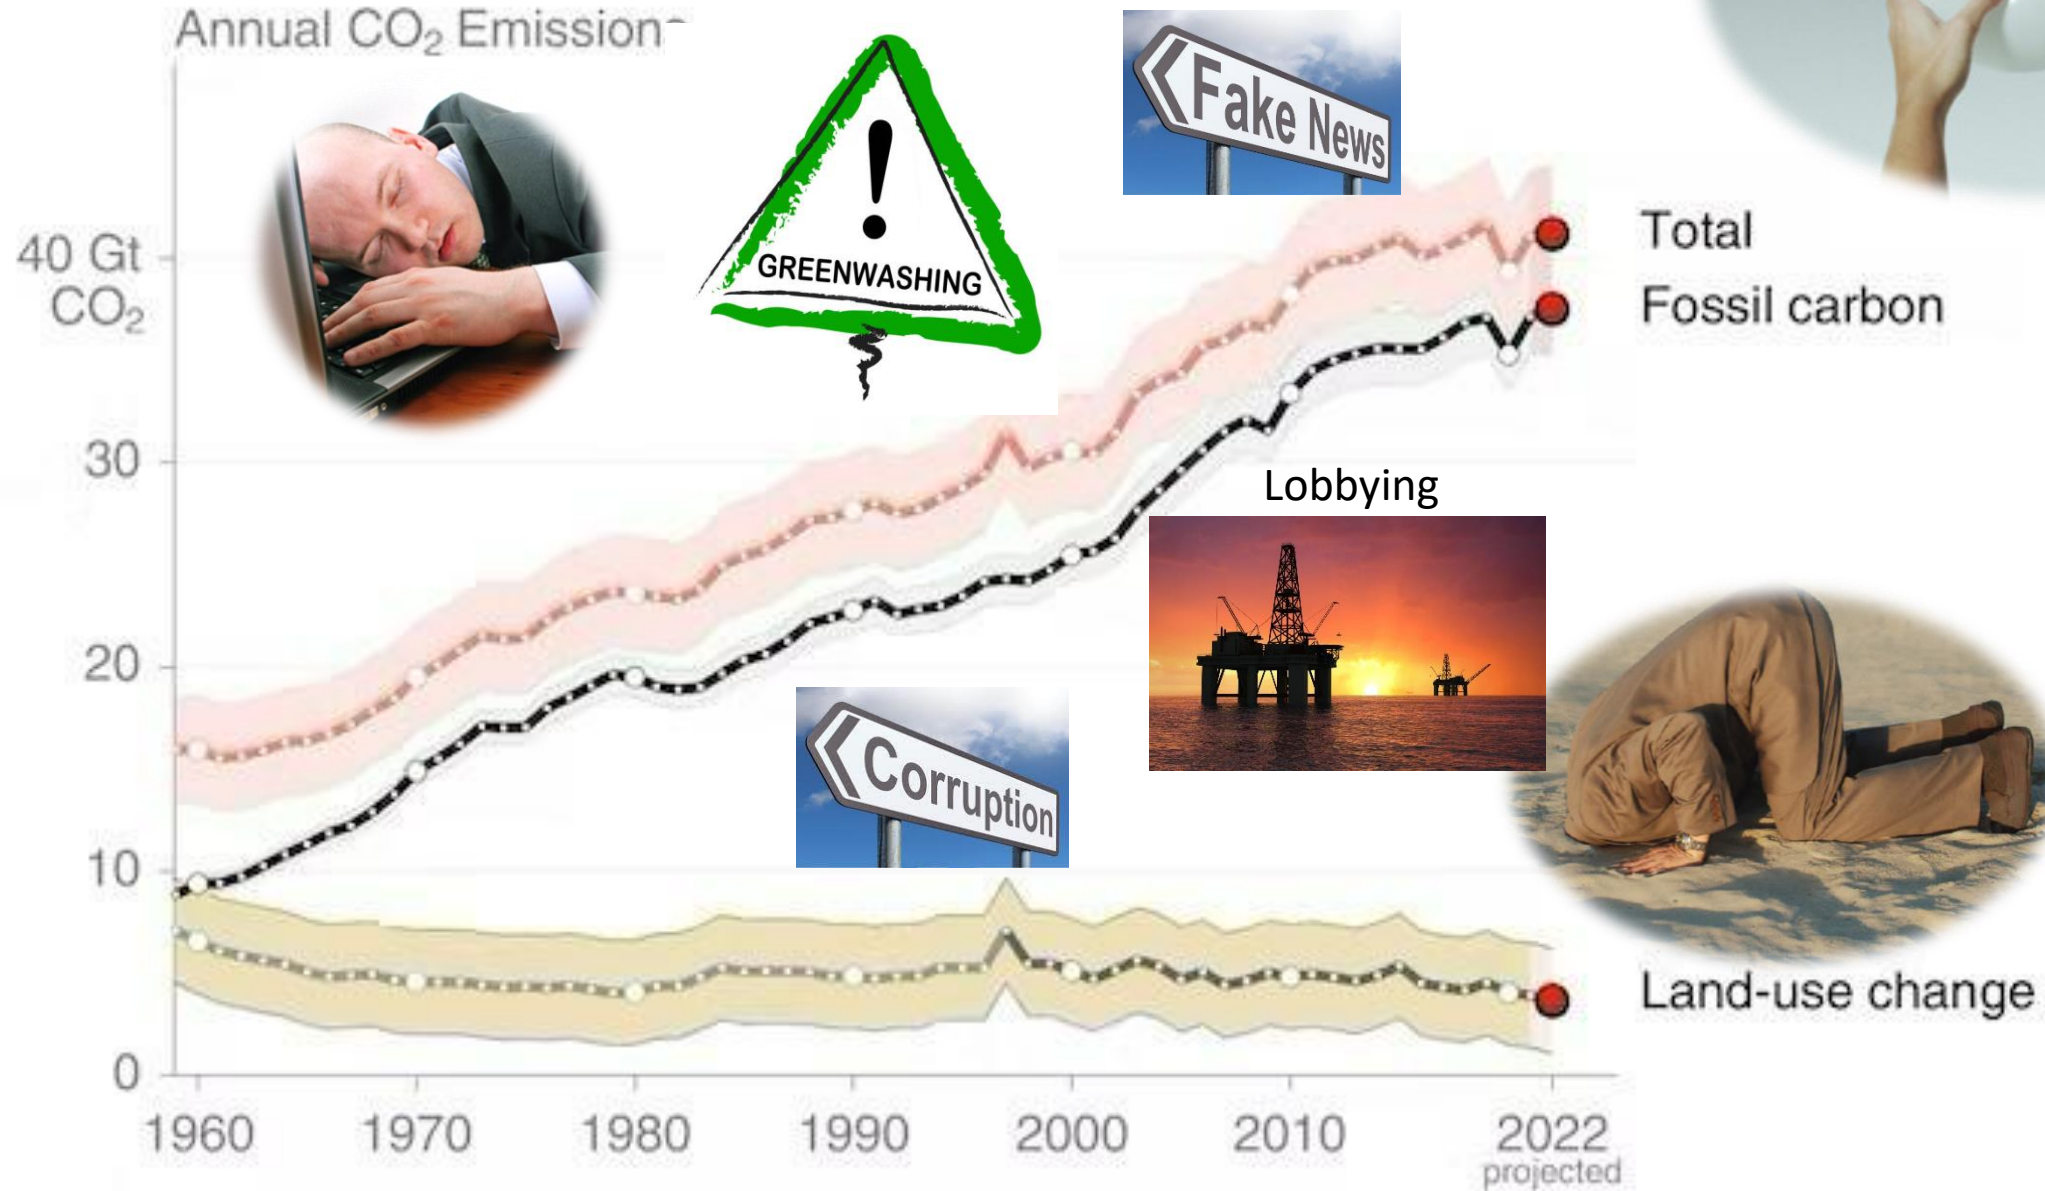 Annual CO₂ Emissions
GREENWASHING
Fake News
40 Gt
CO₂
Total
Fossil carbon
30
Lobbying
20
Corruption
10
Land-use change
0
1960 1970 1980 1990 2000 2010 2022
projected